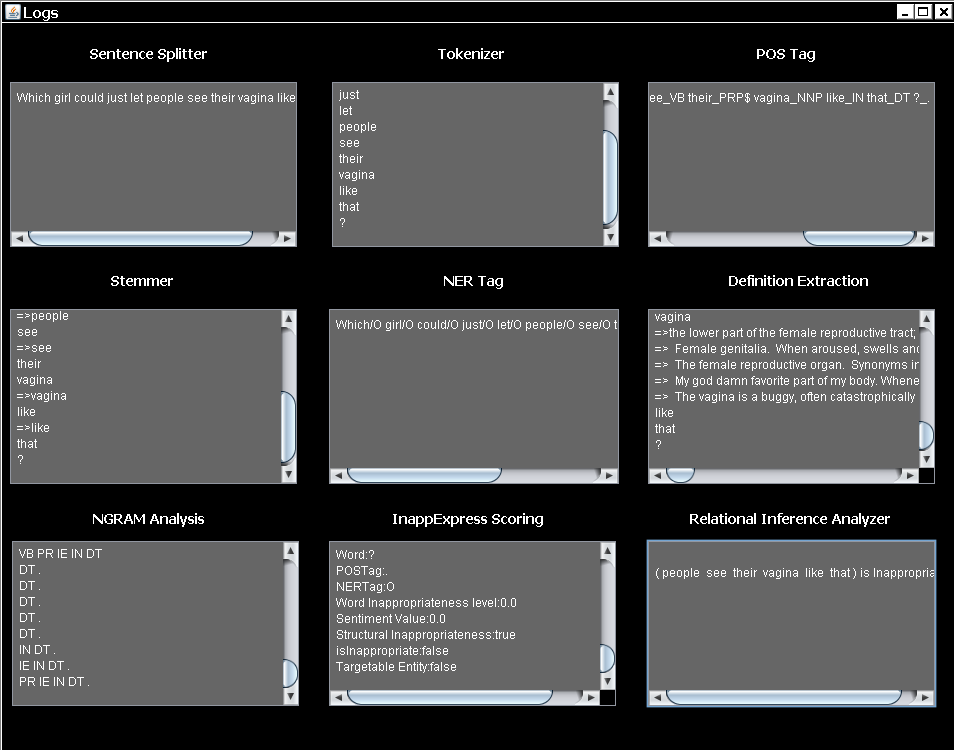 Logs
Sentence Splitter
Which girl could just let people see their vagina like
Tokenizer
just
let
people
see
their
vagina
like
that
?
POS Tag
ee_VB their_PRP$ vagina_NNP like_IN that_DT ?_.
Stemmer
=>people
see
=>see
their
vagina
=>vagina
like
=>like
that
?
NER Tag
Which/O girl/O could/O just/O let/O people/O see/O t
Definition Extraction
vagina
=>the lower part of the female reproductive tract;
=> Female genitalia. When aroused, swells and
=> The female reproductive organ. Synonyms in
=> My god damn favorite part of my body. Whene
=> The vagina is a buggy, often catastrophically
like
that
?
NGRAM Analysis
VB PR IE IN DT
DT .
DT .
DT .
DT .
DT .
IN DT .
IE IN DT .
PR IE IN DT .
InappExpress Scoring
Word:?
POSTag:.
NERTag:O
Word Inappropriateness level:0.0
Sentiment Value:0.0
Structural Inappropriateness:true
isInappropriate:false
Targetable Entity:false
Relational Inference Analyzer
( people see their vagina like that ) is Inappropria